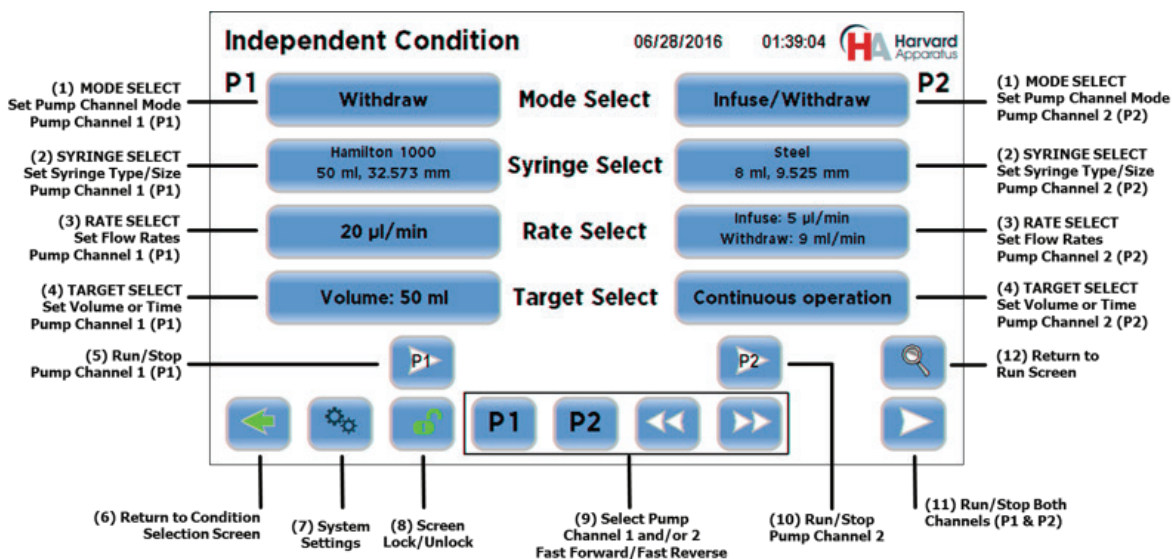 Independent Condition
06/28/2016 01:39:04 HA Harvard
Apparatus
P1 Withdraw Mode Select Infuse/Withdraw P2
(1) MODE SELECT
Set Pump Channel Mode
Pump Channel 1 (P1)
(1) MODE SELECT
Set Pump Channel Mode
Pump Channel 2 (P2)
(2) SYRINGE SELECT
Set Syringe Type/Size
Pump Channel 1 (P1)
Hamilton 1000
50 ml, 32.573 mm
Syringe Select
Steel
8 ml, 9.525 mm
(2) SYRINGE SELECT
Set Syringe Type/Size
Pump Channel 2 (P2)
(3) RATE SELECT
Set Flow Rates
Pump Channel 1 (P1)
20 µl/min
Rate Select
Infuse: 5 µl/min
Withdraw: 9 ml/min
(3) RATE SELECT
Set Flow Rates
Pump Channel 2 (P2)
(4) TARGET SELECT
Set Volume or Time
Pump Channel 1 (P1)
Volume: 50 ml
Target Select
Continuous operation
(4) TARGET SELECT
Set Volume or Time
Pump Channel 2 (P2)
(5) Run/Stop
Pump Channel 1 (P1)
P1
P2
(12) Return to
Run Screen
P1 P2
(6) Return to Condition
Selection Screen
(7) System
Settings
(8) Screen
Lock/Unlock
(9) Select Pump
Channel 1 and/or 2
Fast Forward/Fast Reverse
(10) Run/Stop
Pump Channel 2
(11) Run/Stop Both
Channels (P1 & P2)